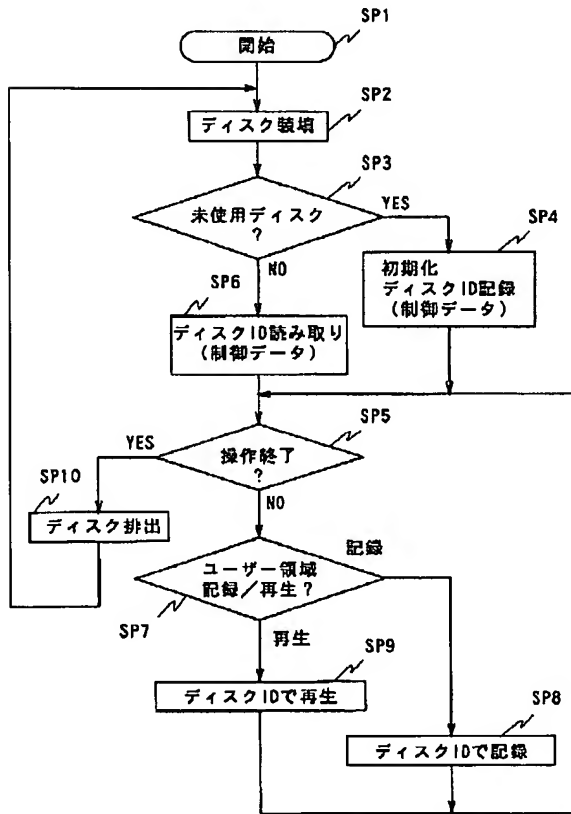 SP1
開始
SP2
ディスク装填
SP3
未使用ディスク
?
YES
NO
SP4
初期化
ディスクID記録
(制御データ)
SP6
ディスクID読み取り
(制御データ)
SP5
操作終了
?
YES
NO
SP10
ディスク排出
ユーザー領域
記録/再生?
記録
SP7
再生
SP9
ディスクIDで再生
SP8
ディスクIDで記録